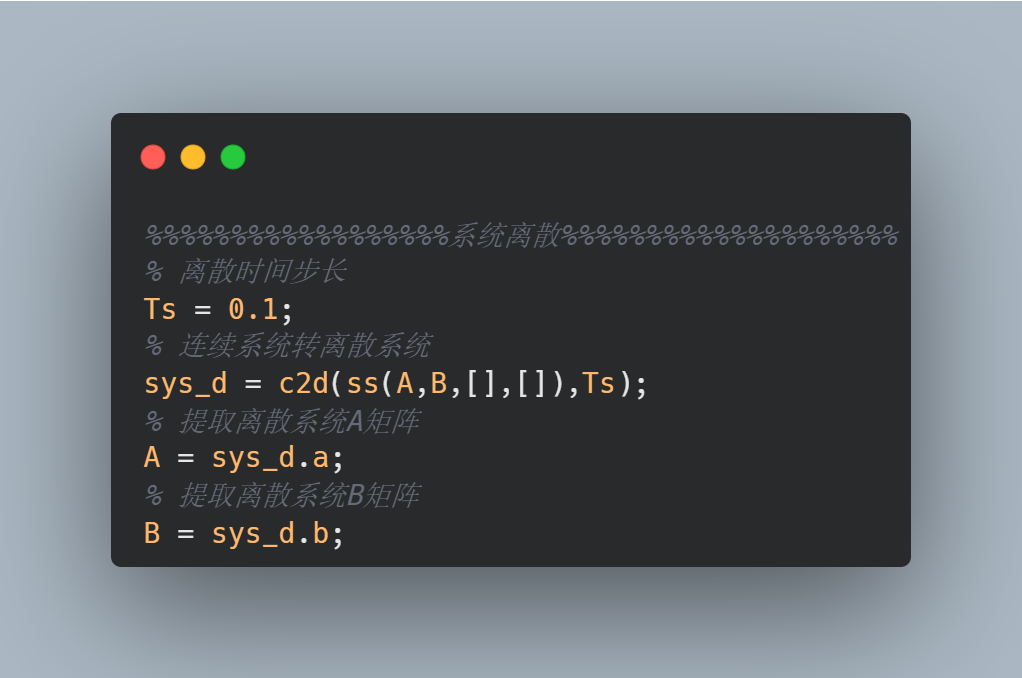 %%%%%%%%%%%%%%%%%%系统离散%%%%%%%%%%%%%%%%%%%%
% 离散时间步长
Ts = 0.1;
% 连续系统转离散系统
sys_d = c2d(ss(A,B,[],[]),Ts);
% 提取离散系统A矩阵
A = sys_d.a;
% 提取离散系统B矩阵
B = sys_d.b;